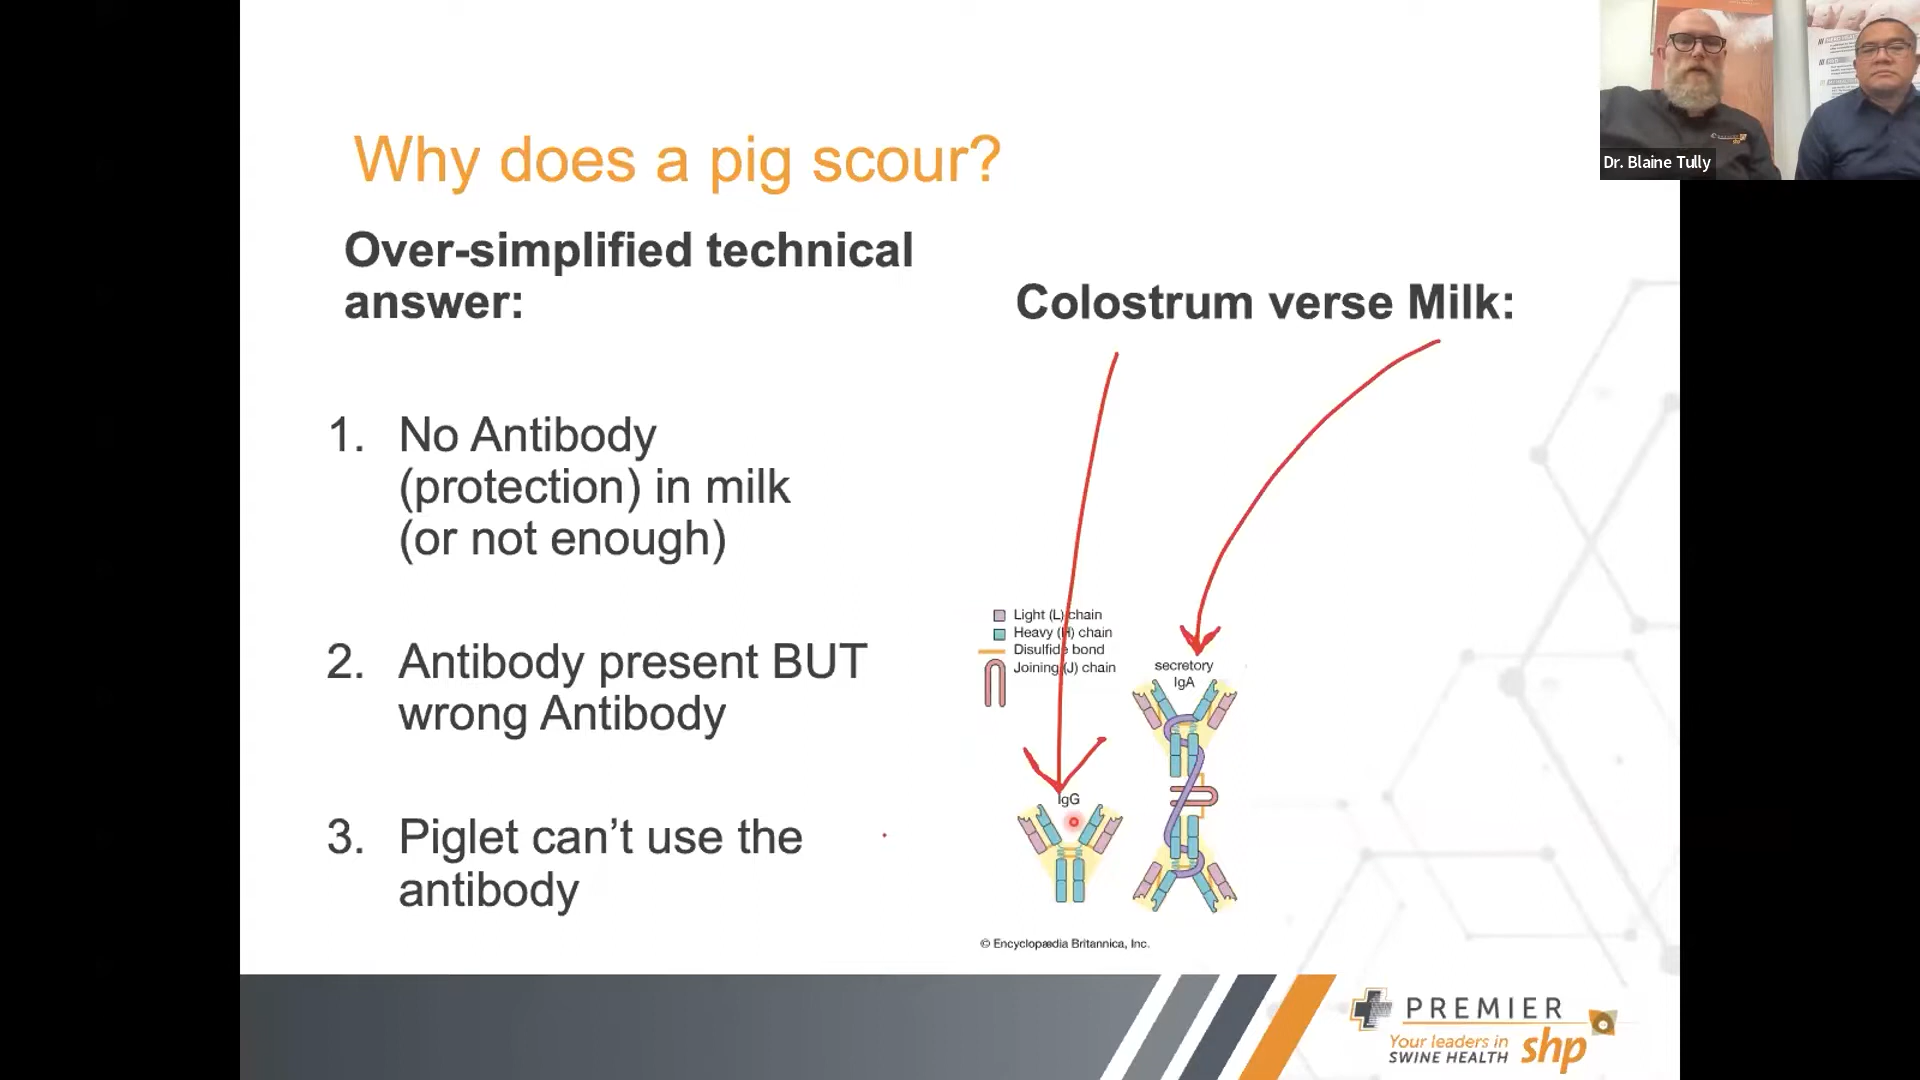 Why does a pig scour?
Over-simplified technical
answer:
1. No Antibody
(protection) in milk
(or not enough)
2. Antibody present BUT
wrong Antibody
3. Piglet can’t use the
antibody
Colostrum verse Milk:
Light (L) chain
Heavy (H) chain
Disulfide bond
Joining (J) chain
secretory
IgA
IgG
© Encyclopædia Britannica, Inc.
PREMIER
Your leaders in
SWINE HEALTH
shp
Dr. Blaine Tully